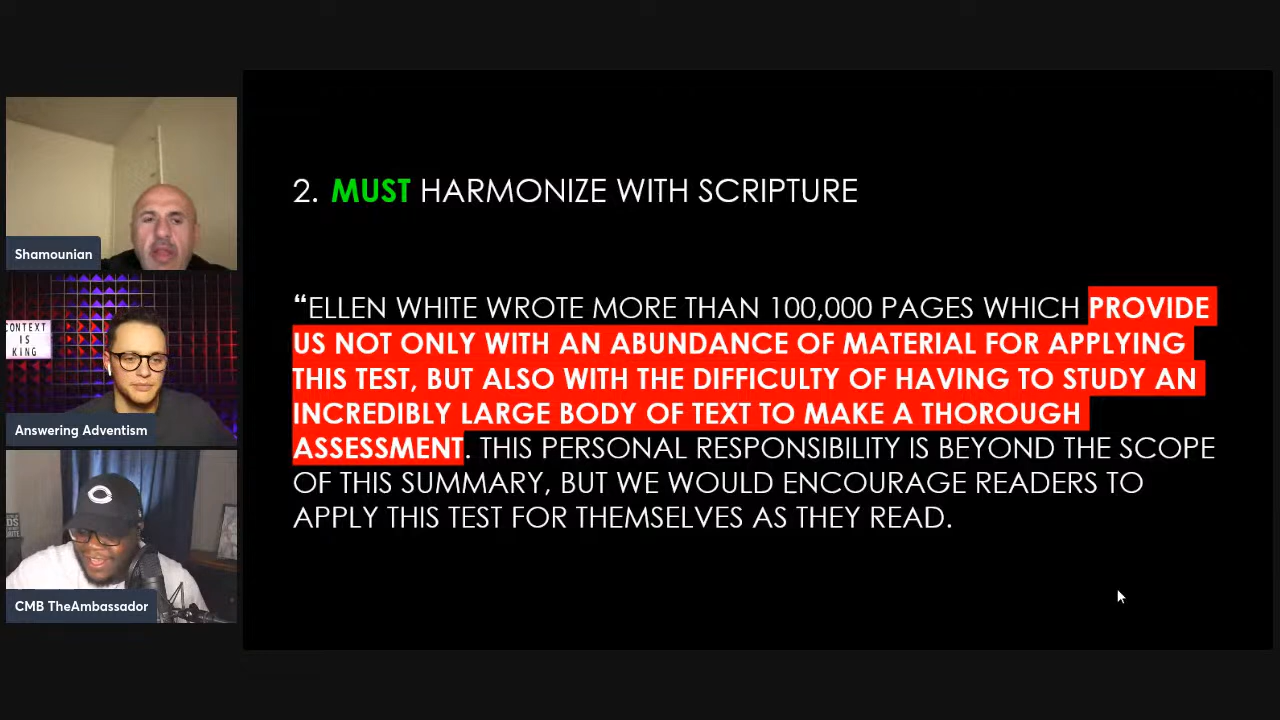 Shamounian
CONTEXT
IS
KING
Answering Adventism
CMB TheAmbassador
2. MUST HARMONIZE WITH SCRIPTURE
“ELLEN WHITE WROTE MORE THAN 100,000 PAGES WHICH PROVIDE
US NOT ONLY WITH AN ABUNDANCE OF MATERIAL FOR APPLYING
THIS TEST, BUT ALSO WITH THE DIFFICULTY OF HAVING TO STUDY AN
INCREDIBLY LARGE BODY OF TEXT TO MAKE A THOROUGH
ASSESSMENT. THIS PERSONAL RESPONSIBILITY IS BEYOND THE SCOPE
OF THIS SUMMARY, BUT WE WOULD ENCOURAGE READERS TO
APPLY THIS TEST FOR THEMSELVES AS THEY READ.